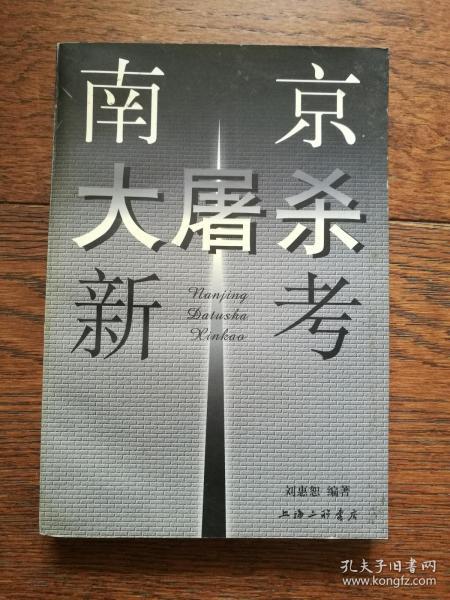 南京
大屠杀
新考
Nanjing
Datusha
Xinkao
刘惠恕 编著
上海三联书店
孔夫子旧书网
www.kongfz.com